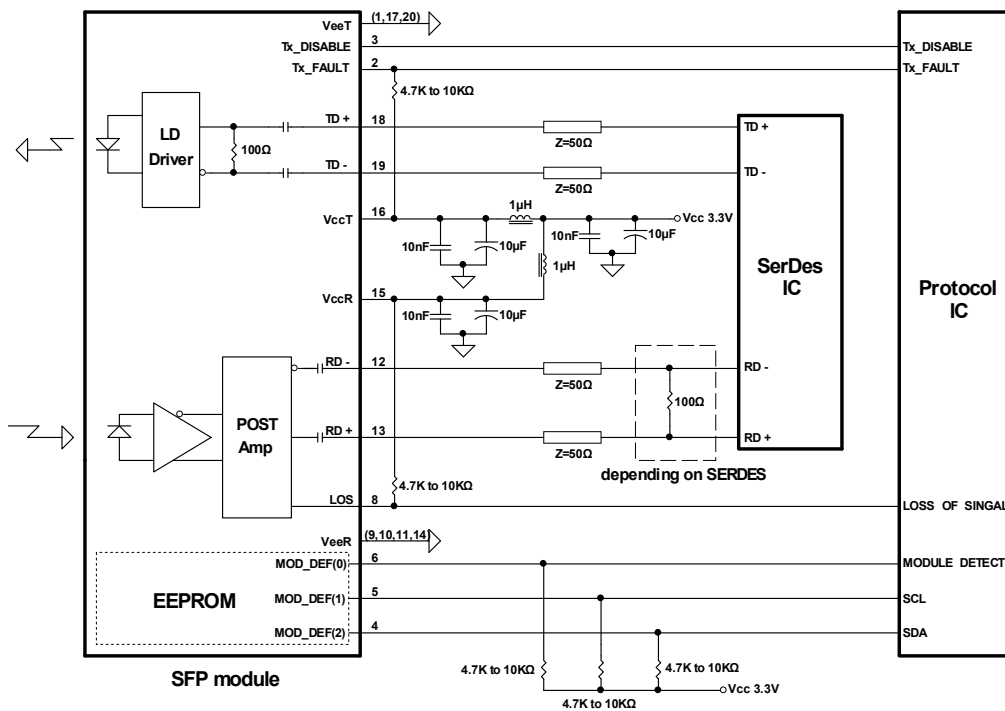 VeeT (1,17,20)
Tx_DISABLE 3 Tx_DISABLE
Tx_FAULT 2 Tx_FAULT
4.7K to 10KΩ
LD
Driver
100Ω
TD + 18 Z=50Ω TD +
TD - 19 Z=50Ω TD -
VccT 16
1µH
Vcc 3.3V
10nF 10µF 10nF 10µF
1µH
VccR 15
10nF 10µF
SerDes
IC
Protocol
IC
RD - 12 Z=50Ω RD -
100Ω
POST
Amp
RD + 13 Z=50Ω RD +
depending on SERDES
4.7K to 10KΩ
LOS 8 LOSS OF SINGAL
VeeR (9,10,11,14)
MOD_DEF(0) 6 MODULE DETECT
EEPROM
MOD_DEF(1) 5 SCL
MOD_DEF(2) 4 SDA
4.7K to 10KΩ 4.7K to 10KΩ
4.7K to 10KΩ
Vcc 3.3V
SFP module